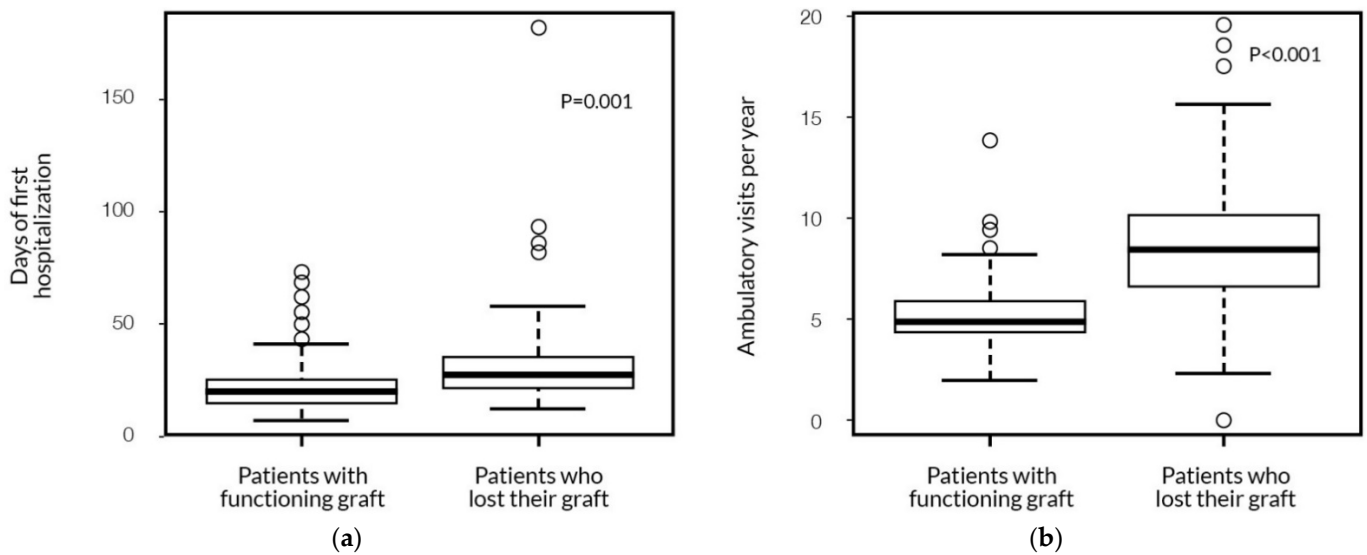 Days of first
hospitalization
150
100
50
0
P=0.001
Patients with
functioning graft
Patients who
lost their graft
(a)
Ambulatory visits per year
20
15
10
5
0
P<0.001
Patients with
functioning graft
Patients who
lost their graft
(b)